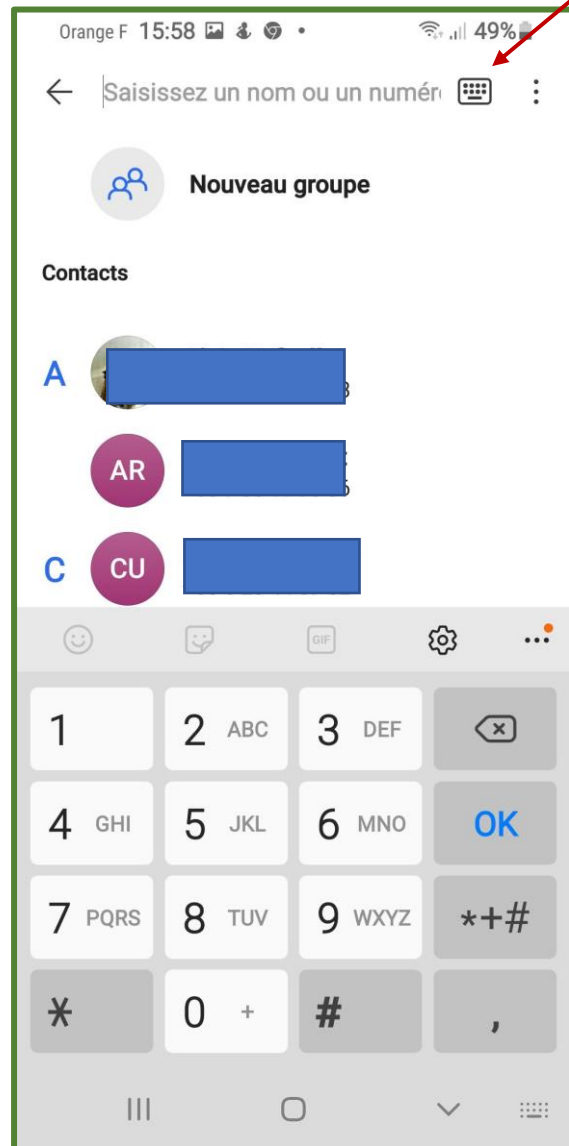 Orange F 15:58 49%
Saisissez un nom ou un numér
Nouveau groupe
Contacts
A
AR
C CU
GIF
1 2 ABC 3 DEF
4 GHI 5 JKL 6 MNO OK
7 PQRS 8 TUV 9 WXYZ *+#
* 0 + # ,